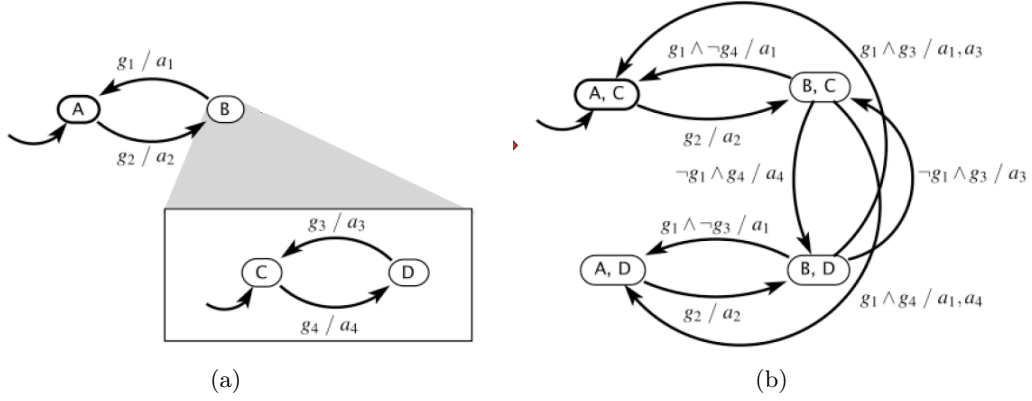 g₁ / a₁
A
B
g₂ / a₂
g₃ / a₃
C
D
g₄ / a₄
(a)
g₁ ∧ ¬g₄ / a₁
g₁ ∧ g₃ / a₁, a₃
A, C
B, C
g₂ / a₂
¬g₁ ∧ g₄ / a₄
¬g₁ ∧ g₃ / a₃
g₁ ∧ ¬g₃ / a₁
A, D
B, D
g₂ / a₂
g₁ ∧ g₄ / a₁, a₄
(b)